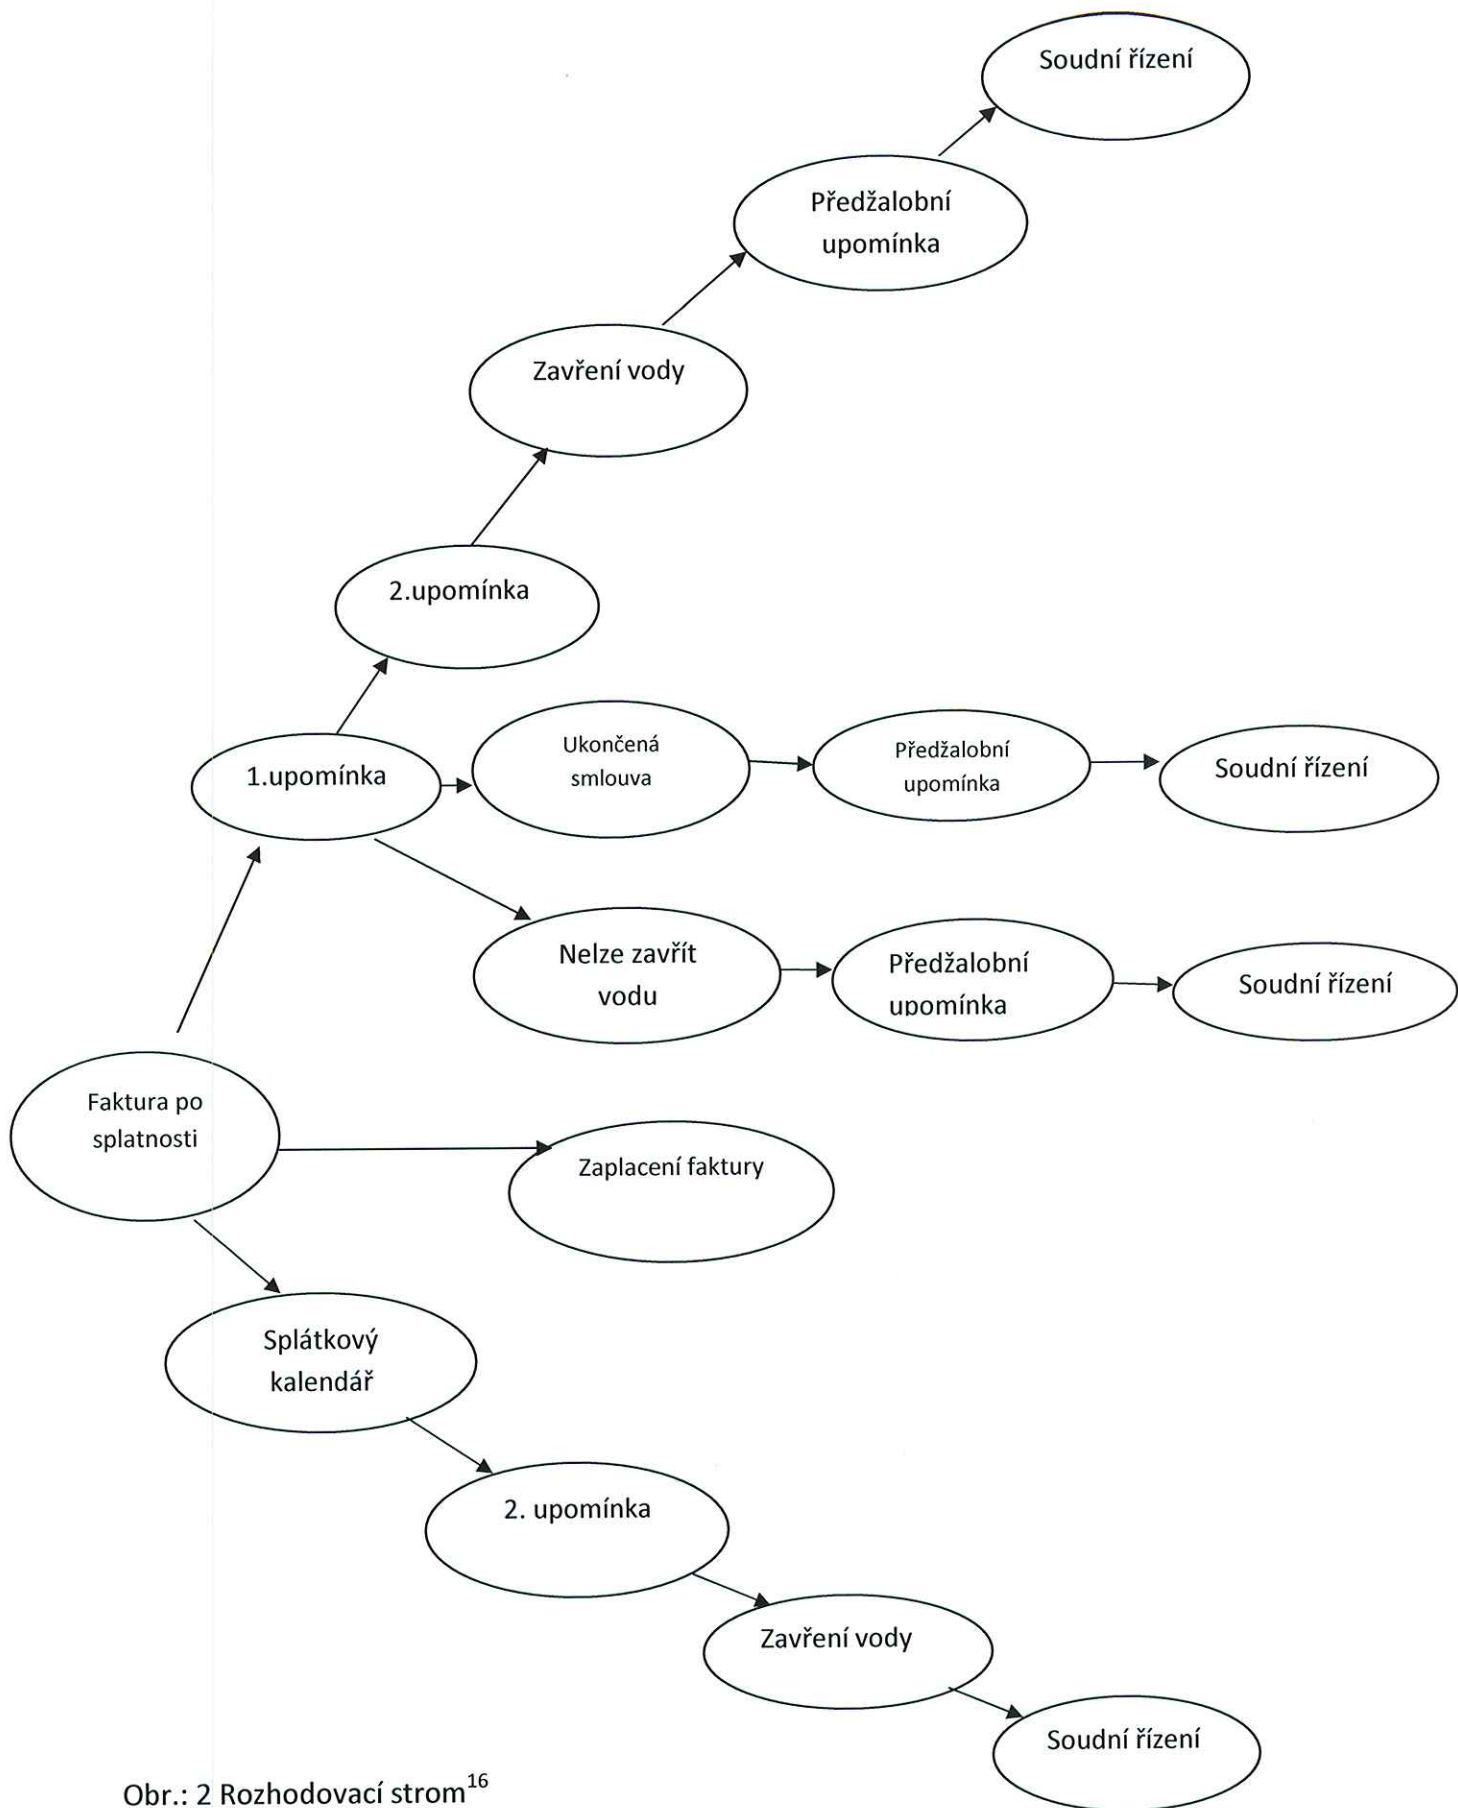 Soudní řízení
Předžalobní
upomínka
Zavření vody
2.upomínka
1.upomínka
Ukončená
smlouva
Předžalobní
upomínka
Soudní řízení
Nelze zavřít
vodu
Předžalobní
upomínka
Soudní řízení
Faktura po
splatnosti
Zaplacení faktury
Splátkový
kalendář
2. upomínka
Zavření vody
Soudní řízení
Obr.: 2 Rozhodovací strom16